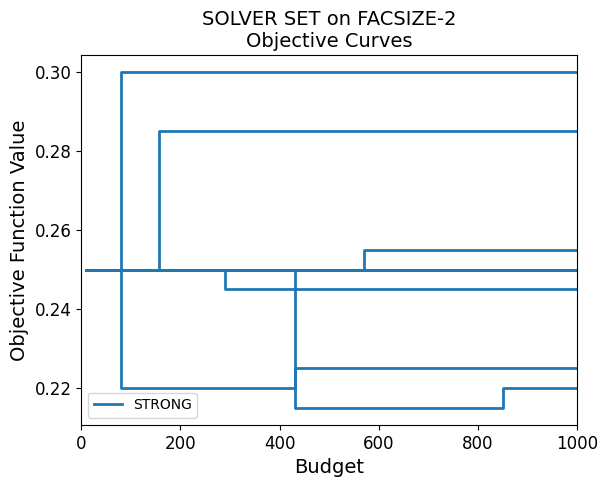 SOLVER SET on FACSIZE-2
Objective Curves
Objective Function Value
0.30
0.28
0.26
0.24
0.22
STRONG
0 200 400 600 800 1000
Budget